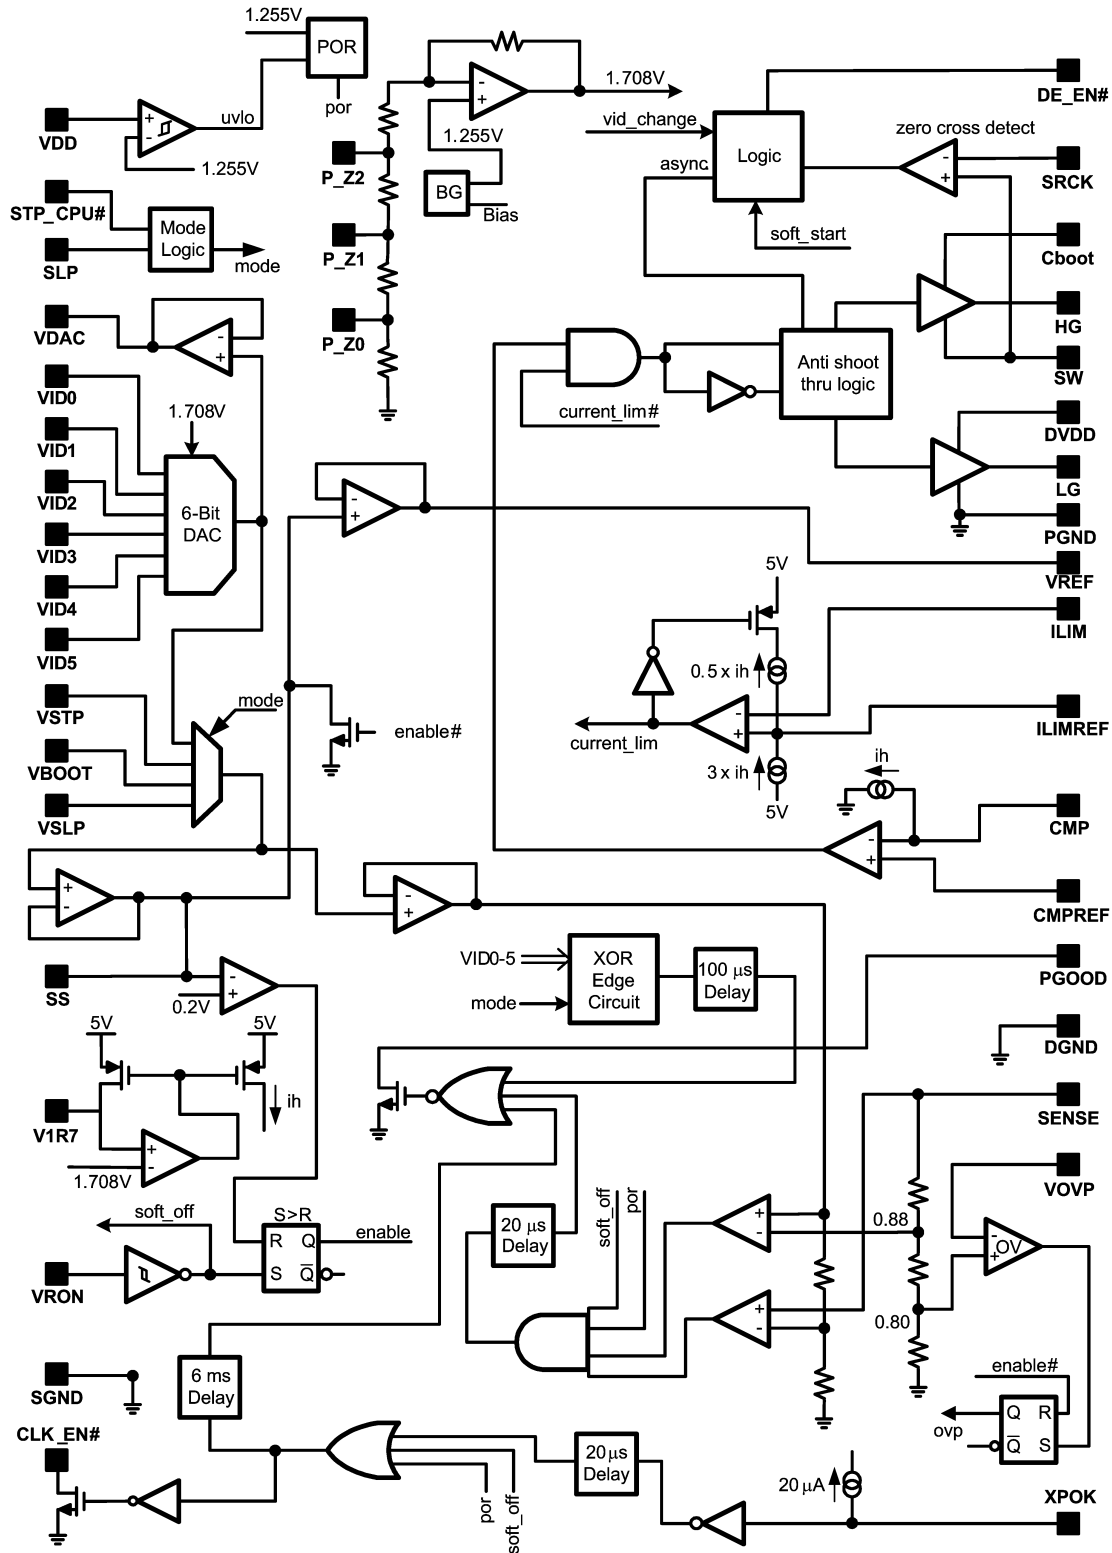 1.255V
POR
por
1.708V
DE_EN#
VDD
+
-
uvlo
1.255V
-
+
1.255V
vid_change
Logic
async
zero cross detect
-
+
SRCK
P_Z2
BG
Bias
STP_CPU#
Mode
Logic
SLP
mode
P_Z1
soft_start
Cboot
VDAC
-
+
P_Z0
HG
SW
VID0
1.708V
current_lim#
Anti shoot
thru logic
DVDD
VID1
LG
VID2
6-Bit
DAC
-
+
PGND
VID3
VREF
VID4
5V
ILIM
VID5
0.5 x ih
VSTP
mode
enable#
-
+
current_lim
ILIMREF
VBOOT
3 x ih
5V
ih
VSLP
CMP
-
+
+
-
-
+
CMPREF
SS
-
+
0.2V
VID0-5
mode
XOR
Edge
Circuit
100 µs
Delay
PGOOD
5V
5V
DGND
ih
V1R7
+
-
1.708V
SENSE
soft_off
por
VOVP
soft_off
S>R
R
Q
S
Q
enable
20 µs
Delay
+
-
0.88
-
+
OV
VRON
+
-
0.80
SGND
6 ms
Delay
enable#
Q
R
Q
S
ovp
CLK_EN#
por
soft_off
20µs
Delay
20 µA
XPOK